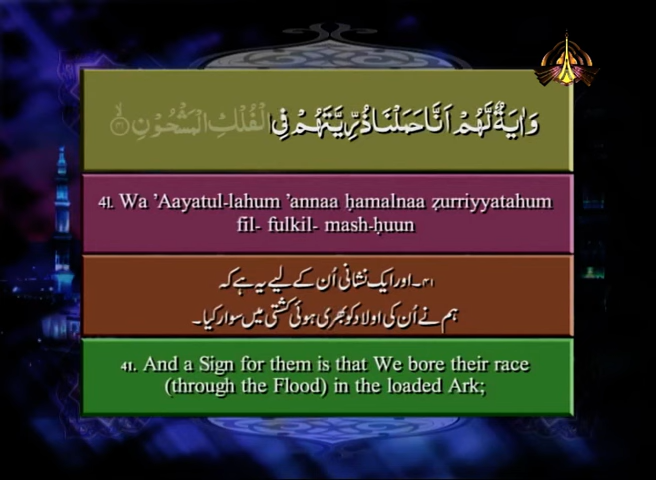 وَاٰيَةٌ لَّهُمْ اَنَّا حَمَلْنَا ذُرِّيَّتَهُمْ فِى الْفُلْكِ الْمَشْحُوْنِ ۙ﴿۴۱﴾
41. Wa ’Aayatul-lahum ’annaa ḥamalnaa ẓurriyyatahum
fil- fulkil- mash-ḥuun
۴۱۔اور ایک نشانی اُن کے لیے یہ ہے کہ
ہم نے اُن کی اولاد کو بھری ہوئی کشتی میں سوار کیا۔
41. And a Sign for them is that We bore their race
(through the Flood) in the loaded Ark;